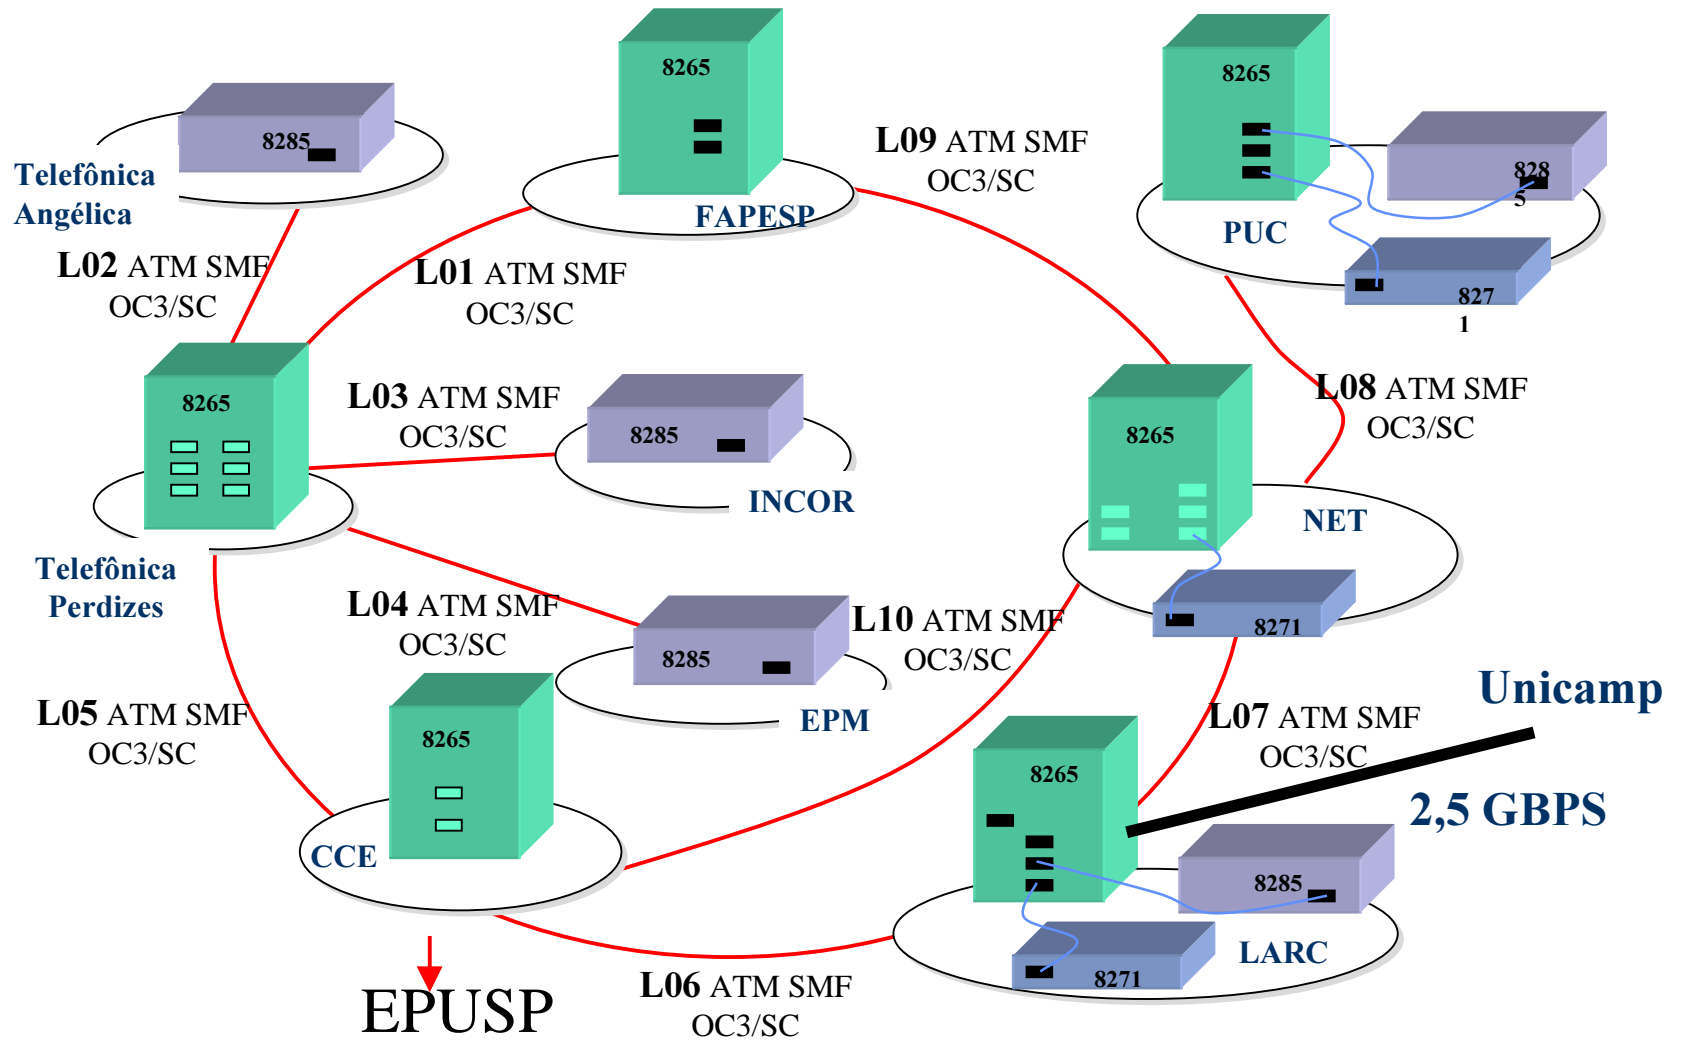 8265
8265
8285
Telefônica
Angélica
L09 ATM SMF
OC3/SC
828
5
FAPESP
PUC
L02 ATM SMF
OC3/SC
L01 ATM SMF
OC3/SC
827
1
8265
L03 ATM SMF
OC3/SC
8285
INCOR
8265
L08 ATM SMF
OC3/SC
NET
Telefônica
Perdizes
L04 ATM SMF
OC3/SC
L10 ATM SMF
OC3/SC
8271
8285
EPM
L05 ATM SMF
OC3/SC
8265
L07 ATM SMF
OC3/SC
Unicamp
8265
2,5 GBPS
CCE
8285
LARC
8271
EPUSP
L06 ATM SMF
OC3/SC